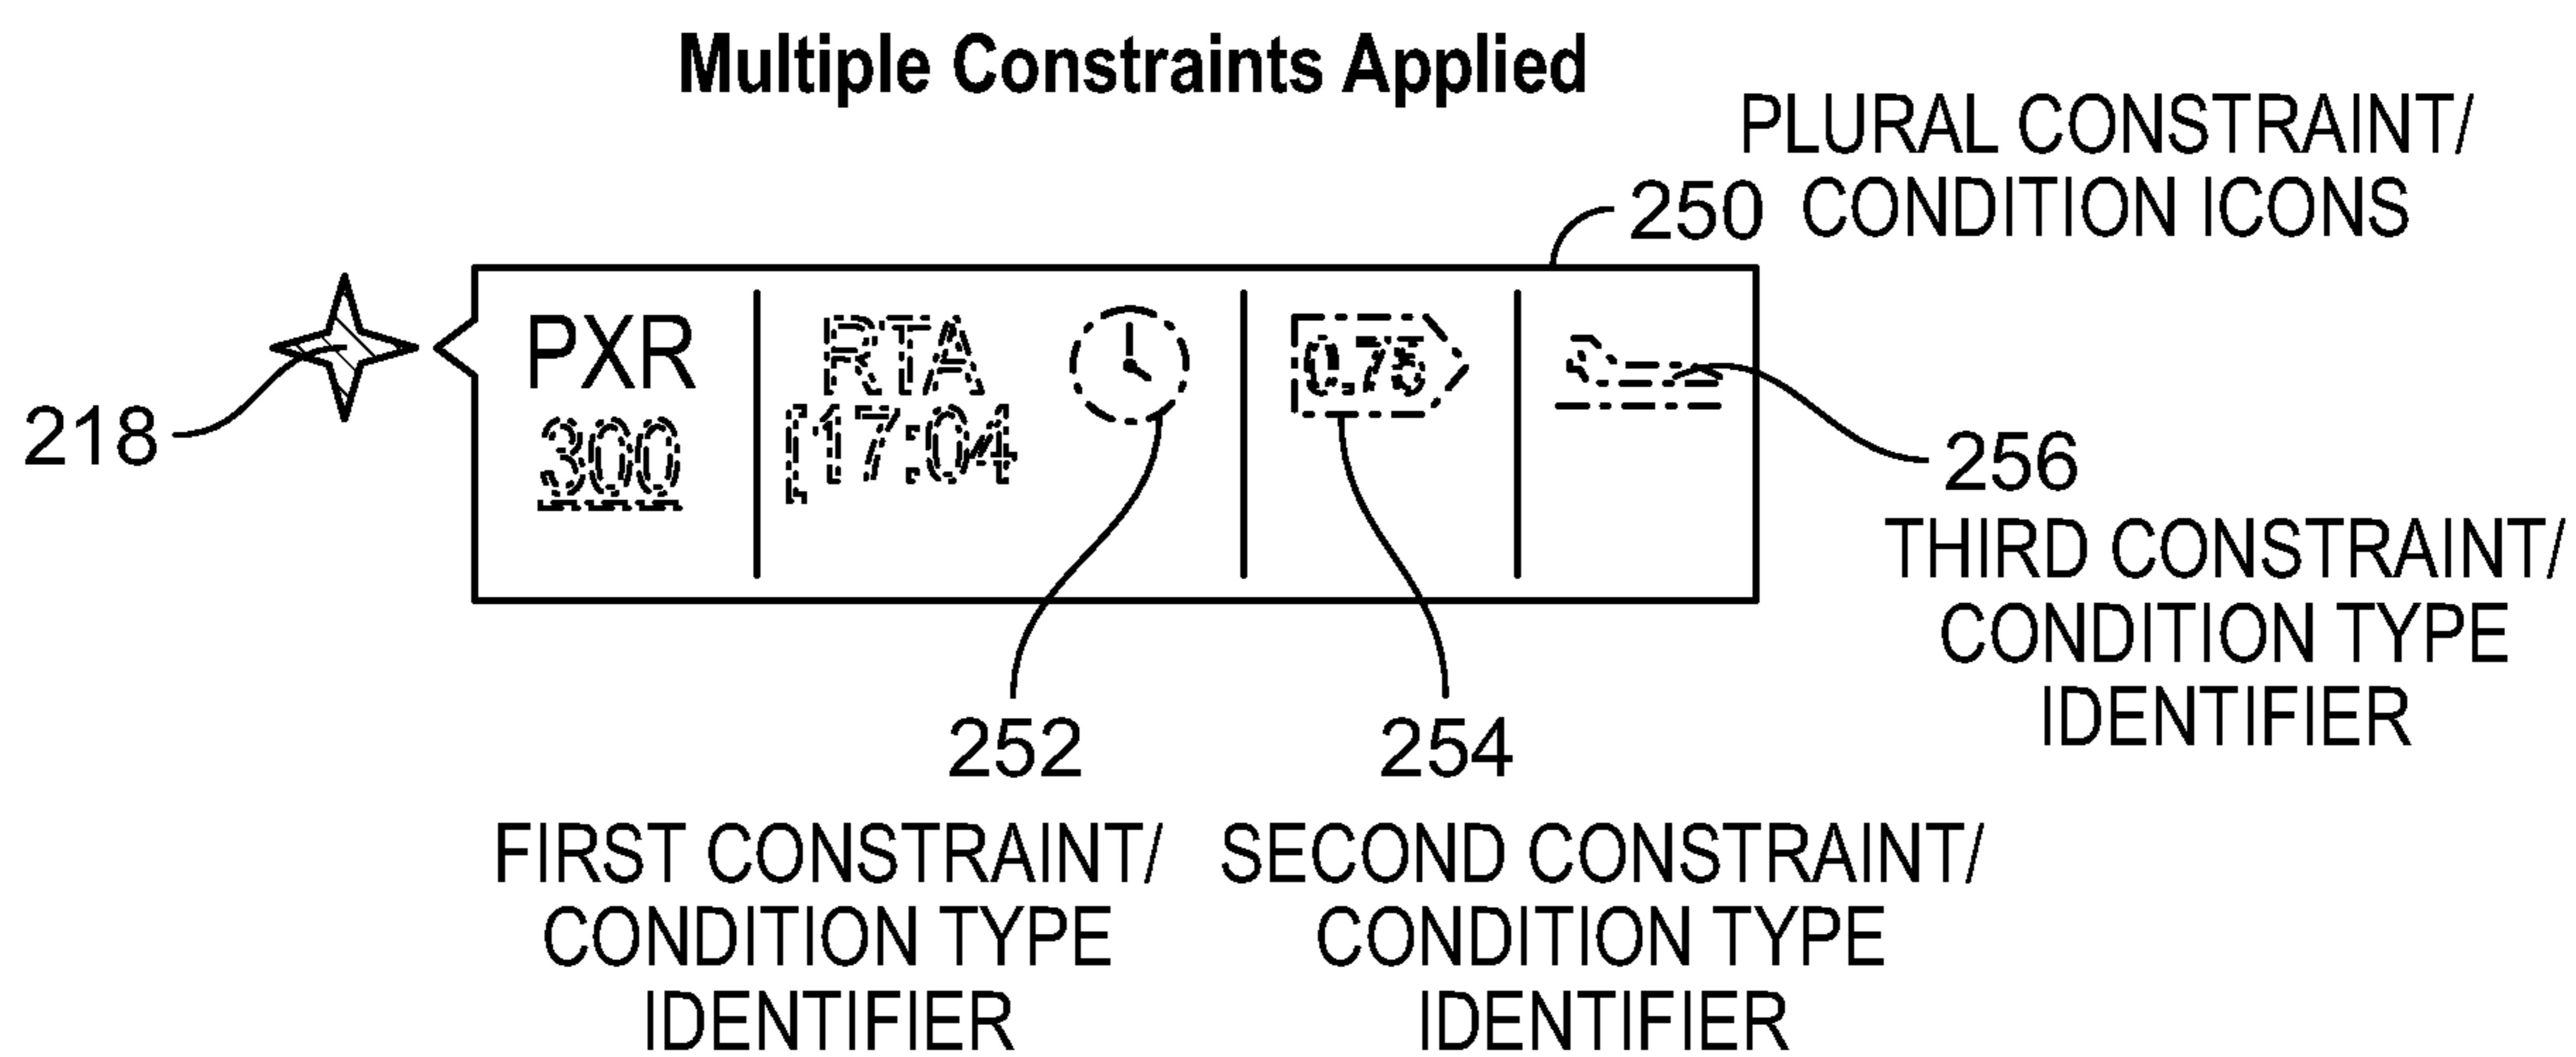 Multiple Constraints Applied
PLURAL CONSTRAINT/
250 CONDITION ICONS
218
PXR
300
RTA
[17:04
0.75
256
THIRD CONSTRAINT/
CONDITION TYPE
IDENTIFIER
252
FIRST CONSTRAINT/
CONDITION TYPE
IDENTIFIER
254
SECOND CONSTRAINT/
CONDITION TYPE
IDENTIFIER